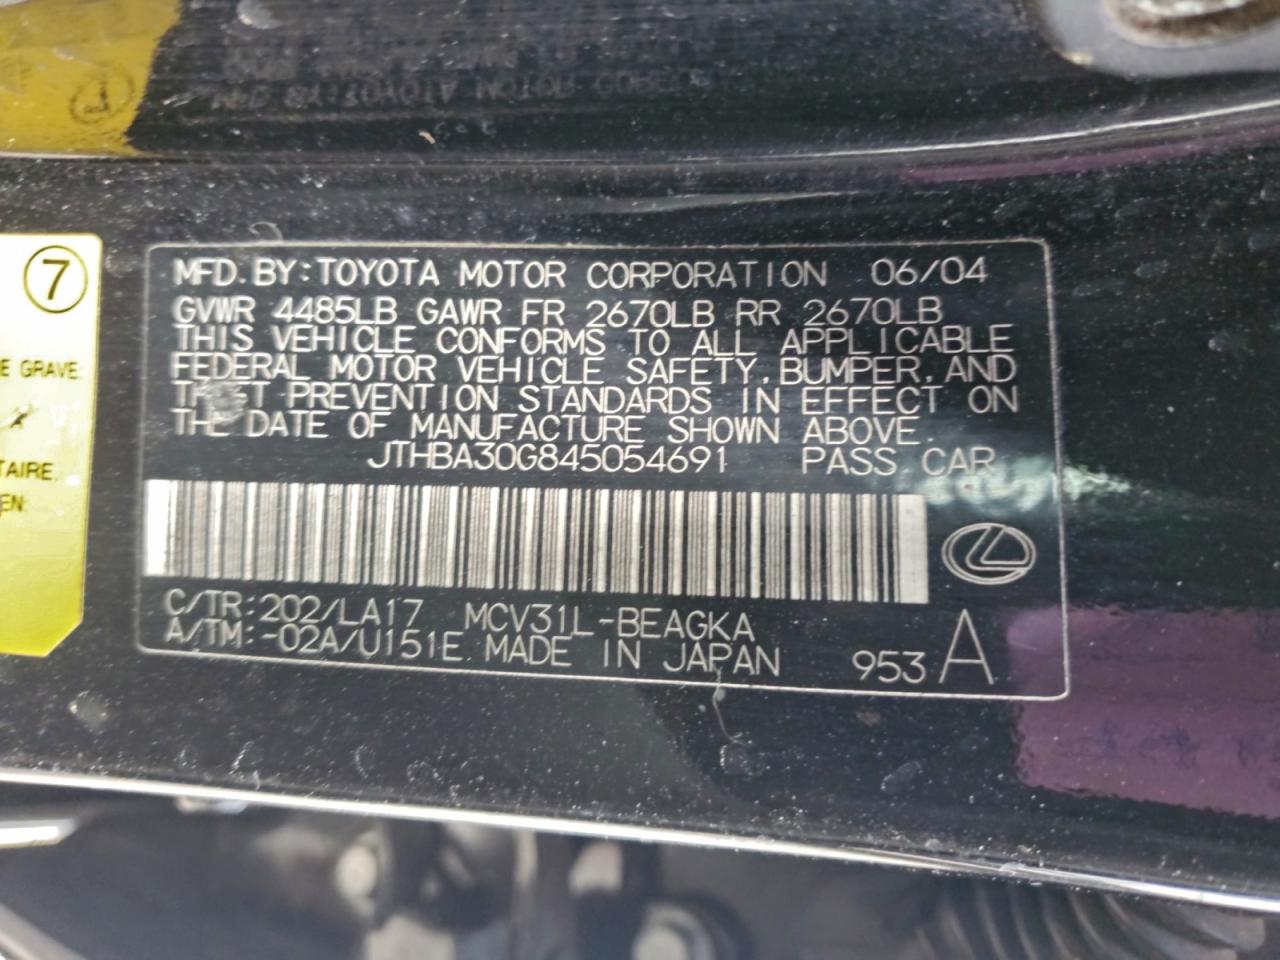 MFD. BY: TOYOTA MOTOR CORPORATION 06/04
GVWR 4485LB GAWR FR 2670LB RR 2670LB
THIS VEHICLE CONFORMS TO ALL APPLICABLE
FEDERAL MOTOR VEHICLE SAFETY, BUMPER, AND
THEFT PREVENTION STANDARDS IN EFFECT ON
THE DATE OF MANUFACTURE SHOWN ABOVE.
JTHBA30G845054691 PASS CAR
C/TR: 202/LA17 MCV31L-BEAGKA
A/TM: -02A/U151E MADE IN JAPAN 953 A
7
E GRAVE
TAIRE
EN